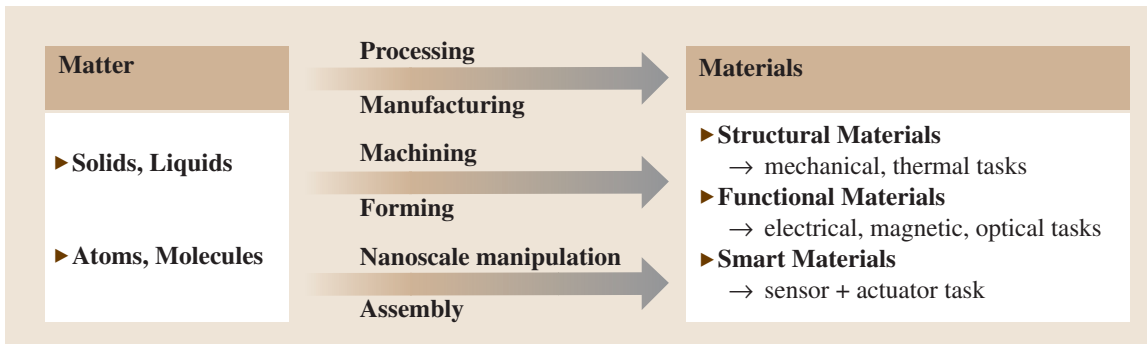 Matter
▶ Solids, Liquids
▶ Atoms, Molecules
Processing
Manufacturing
Machining
Forming
Nanoscale manipulation
Assembly
Materials
▶ Structural Materials
→ mechanical, thermal tasks
▶ Functional Materials
→ electrical, magnetic, optical tasks
▶ Smart Materials
→ sensor + actuator task